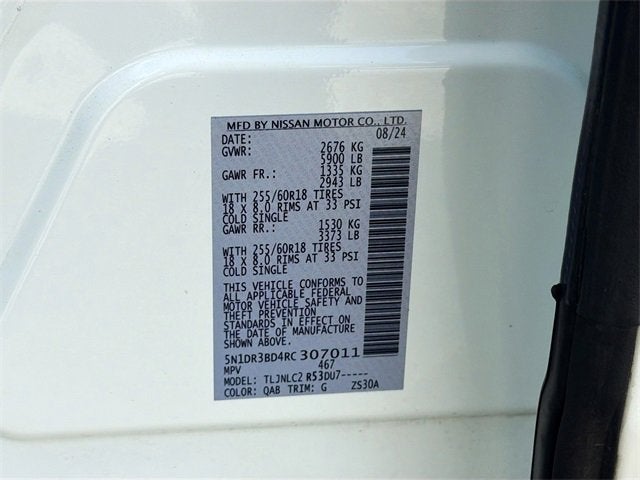 MFD BY NISSAN MOTOR CO., LTD.
DATE: 08/24
GVWR: 2676 KG
5900 LB
GAWR FR.: 1335 KG
2943 LB
WITH 255/60R18 TIRES
18 X 8.0 RIMS AT 33 PSI
COLD SINGLE
GAWR RR.: 1530 KG
3373 LB
WITH 255/60R18 TIRES
18 X 8.0 RIMS AT 33 PSI
COLD SINGLE
THIS VEHICLE CONFORMS TO
ALL APPLICABLE FEDERAL
MOTOR VEHICLE SAFETY AND
THEFT PREVENTION
STANDARDS IN EFFECT ON
THE DATE OF MANUFACTURE
SHOWN ABOVE.
5N1DR3BD4RC307011
MPV 467
MODEL: TLJNLC2 R53DU7-----
COLOR: QAB TRIM: G ZS30A